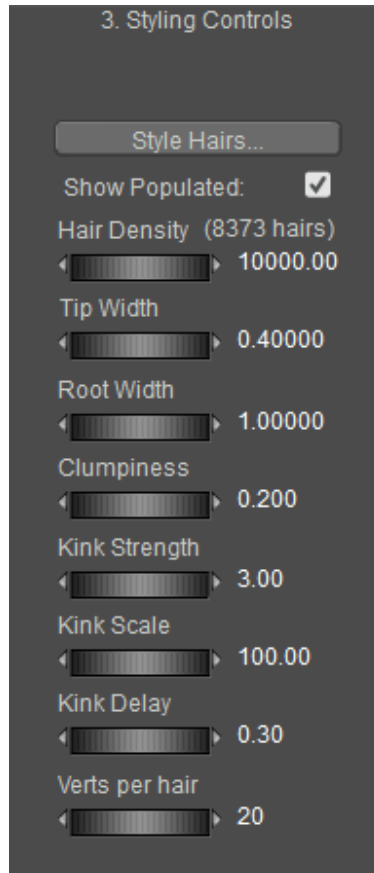 3. Styling Controls
Style Hairs...
Show Populated:
Hair Density (8373 hairs)
10000.00
Tip Width
0.40000
Root Width
1.00000
Clumpiness
0.200
Kink Strength
3.00
Kink Scale
100.00
Kink Delay
0.30
Verts per hair
20